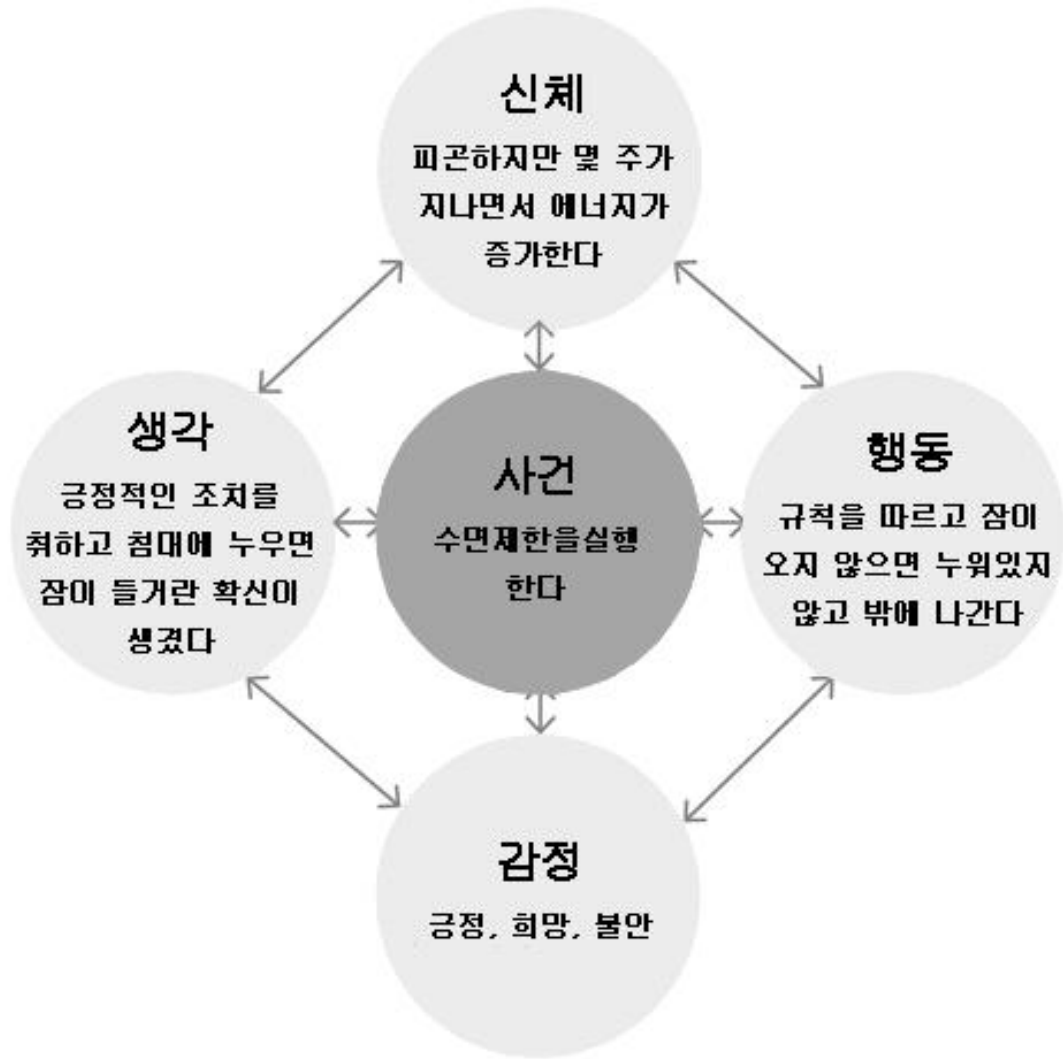 신체
피곤하지만 몇 주가
지나면서 에너지가
증가한다
생각
긍정적인 조치를
취하고 침대에 누우면
잠이 들거란 확신이
생겼다
사건
수면제한을실행
한다
행동
규척을 따르고 잠이
오지 않으면 누워있지
않고 밖에 나간다
감정
긍정, 희망, 불안